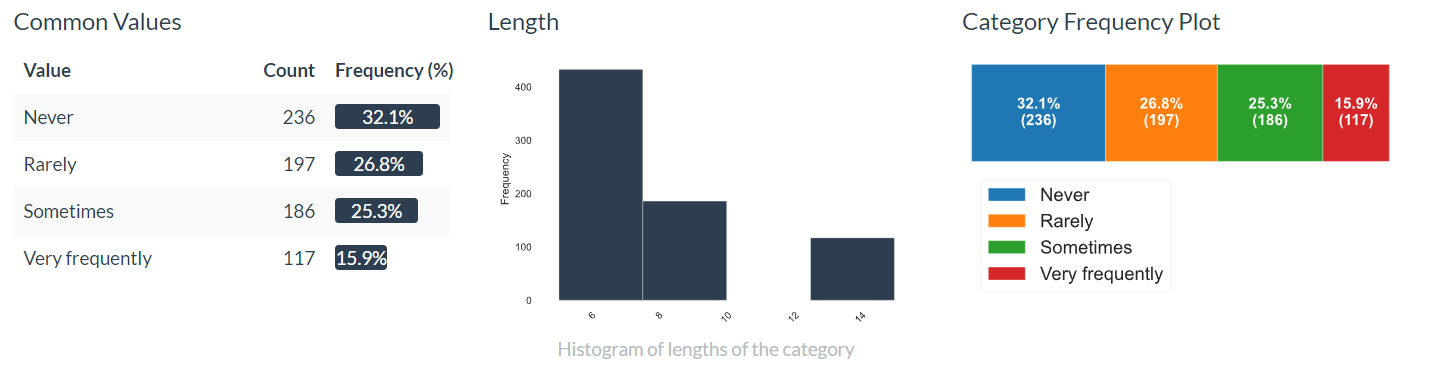 Common Values
Value Count Frequency (%)
Never 236 32.1%
Rarely 197 26.8%
Sometimes 186 25.3%
Very frequently 117 15.9%
Length
Frequency
400
300
200
100
0
6 8 10 12 14
Histogram of lengths of the category
Category Frequency Plot
32.1% 26.8% 25.3% 15.9%
(236) (197) (186) (117)
Never
Rarely
Sometimes
Very frequently